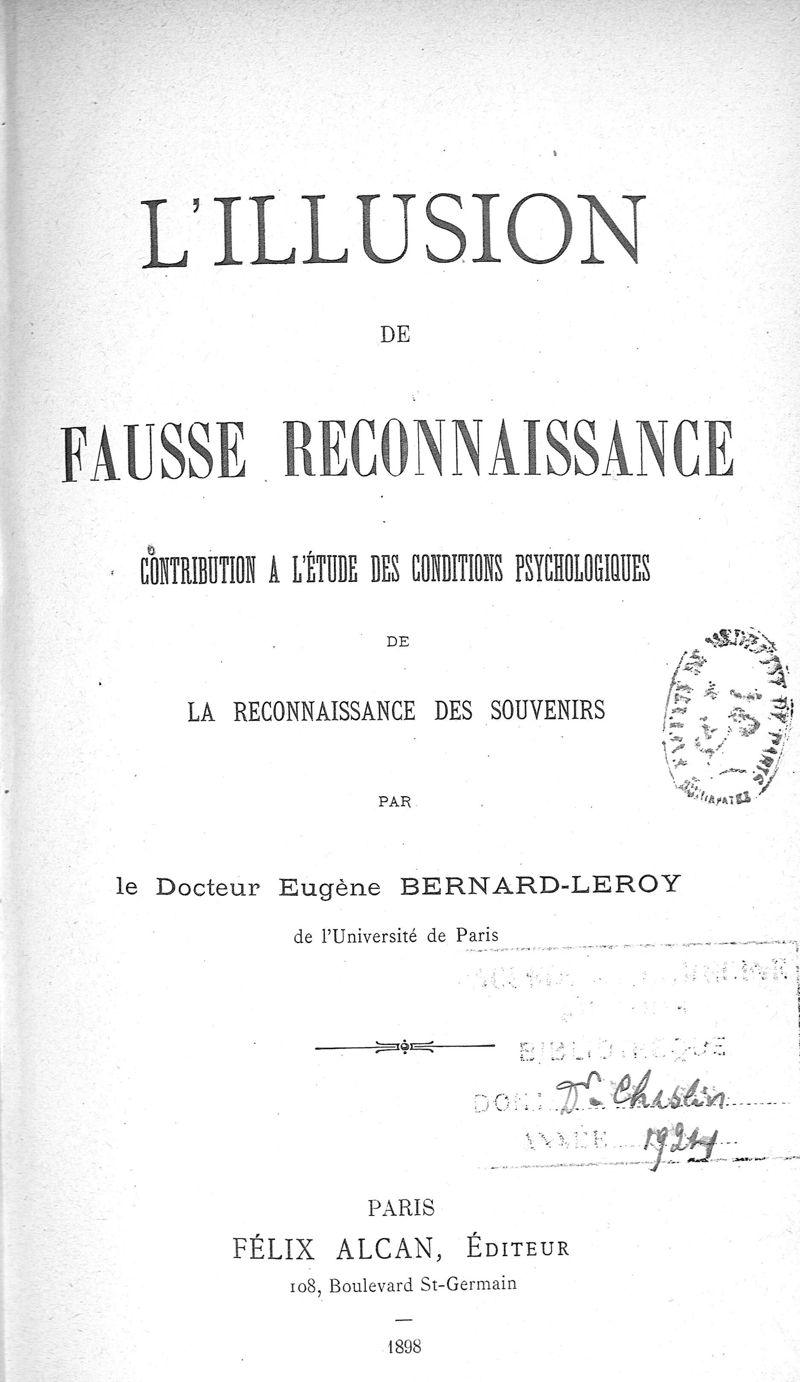 L'ILLUSION
DE
FAUSSE RECONNAISSANCE
CONTRIBUTION A L'ÉTUDE DES CONDITIONS PSYCHOLOGIQUES
DE
LA RECONNAISSANCE DES SOUVENIRS
PAR
le Docteur Eugène BERNARD-LEROY
de l'Université de Paris
BIBLIOTHEQUE
DON: Dr. Chaslin
ANNÉE 1924
PARIS
FÉLIX ALCAN, ÉDITEUR
108, Boulevard St-Germain
1898